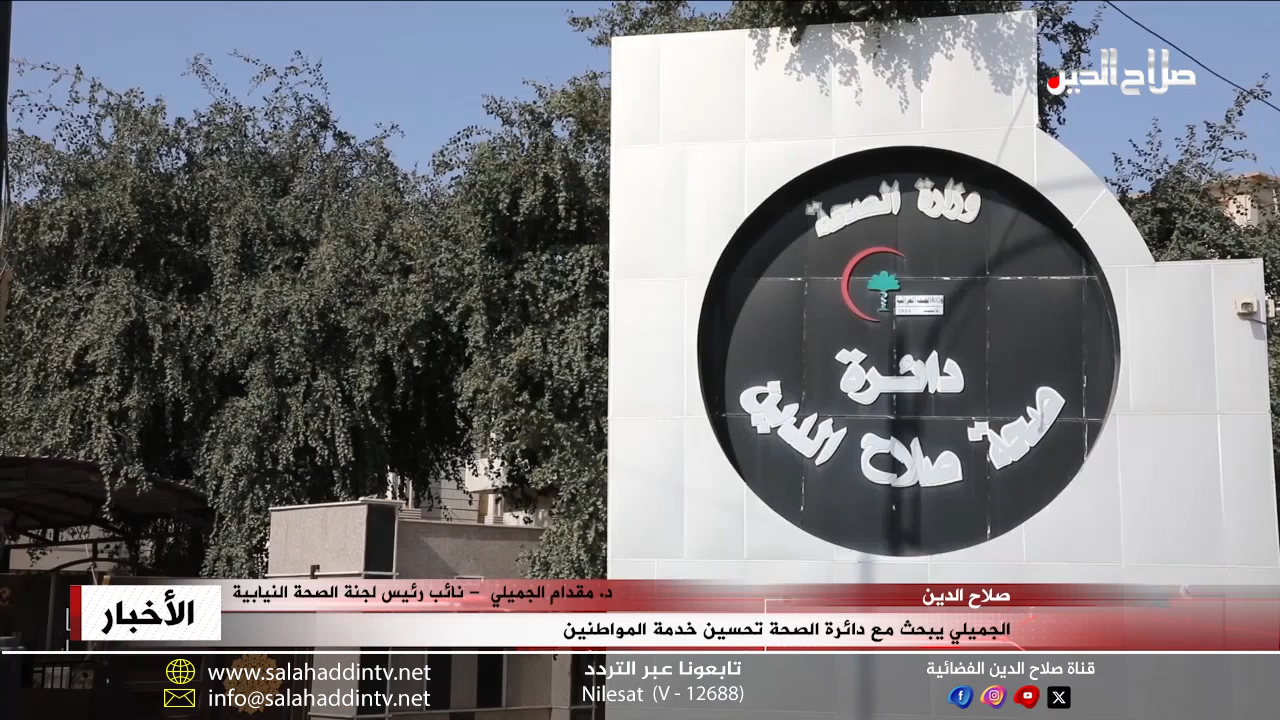 صلاح الدين
وزارة الصحة
دائرة
صحة صلاح الدين
صلاح الدين
د. مقدام الجميلي - نائب رئيس لجنة الصحة النيابية
الأخبار
الجميلي يبحث مع دائرة الصحة تحسين خدمة المواطنين
قناة صلاح الدين الفضائية
تابعونا عبر التردد
Nilesat (V - 12688)
www.salahaddintv.net
info@salahaddintv.net